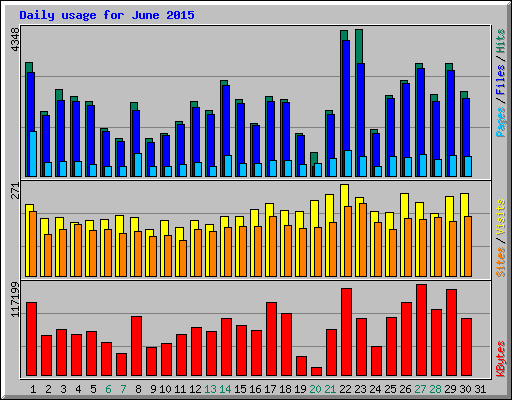 Daily usage for June 2015
4348
Pages / Files / Hits
271
Sites / Visits
117199
KBytes
1 2 3 4 5 6 7 8 9 10 11 12 13 14 15 16 17 18 19 20 21 22 23 24 25 26 27 28 29 30 31